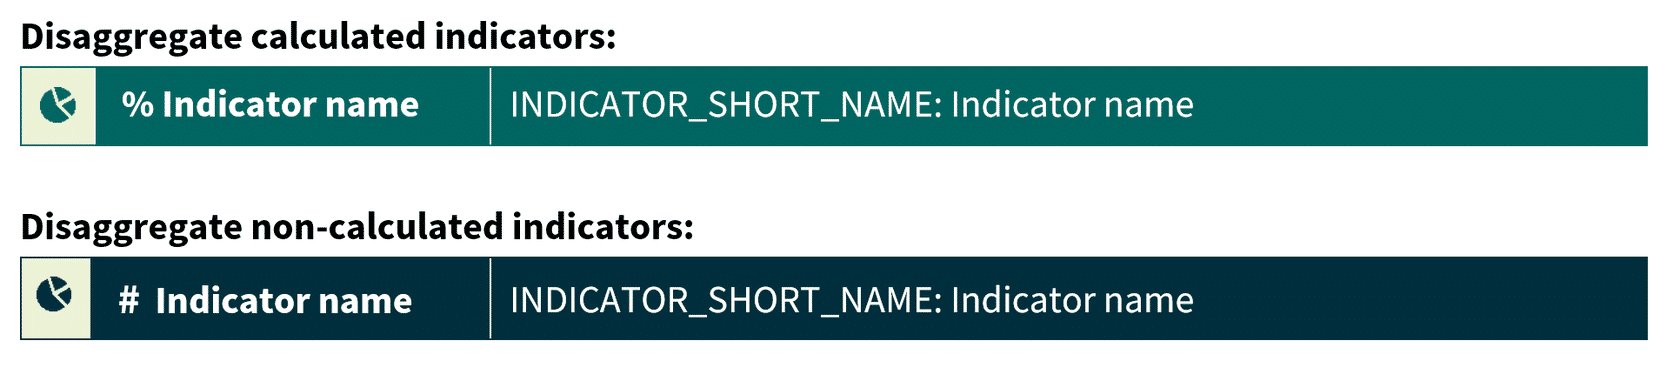 Disaggregate calculated indicators:
% Indicator name INDICATOR_SHORT_NAME: Indicator name
Disaggregate non-calculated indicators:
# Indicator name INDICATOR_SHORT_NAME: Indicator name